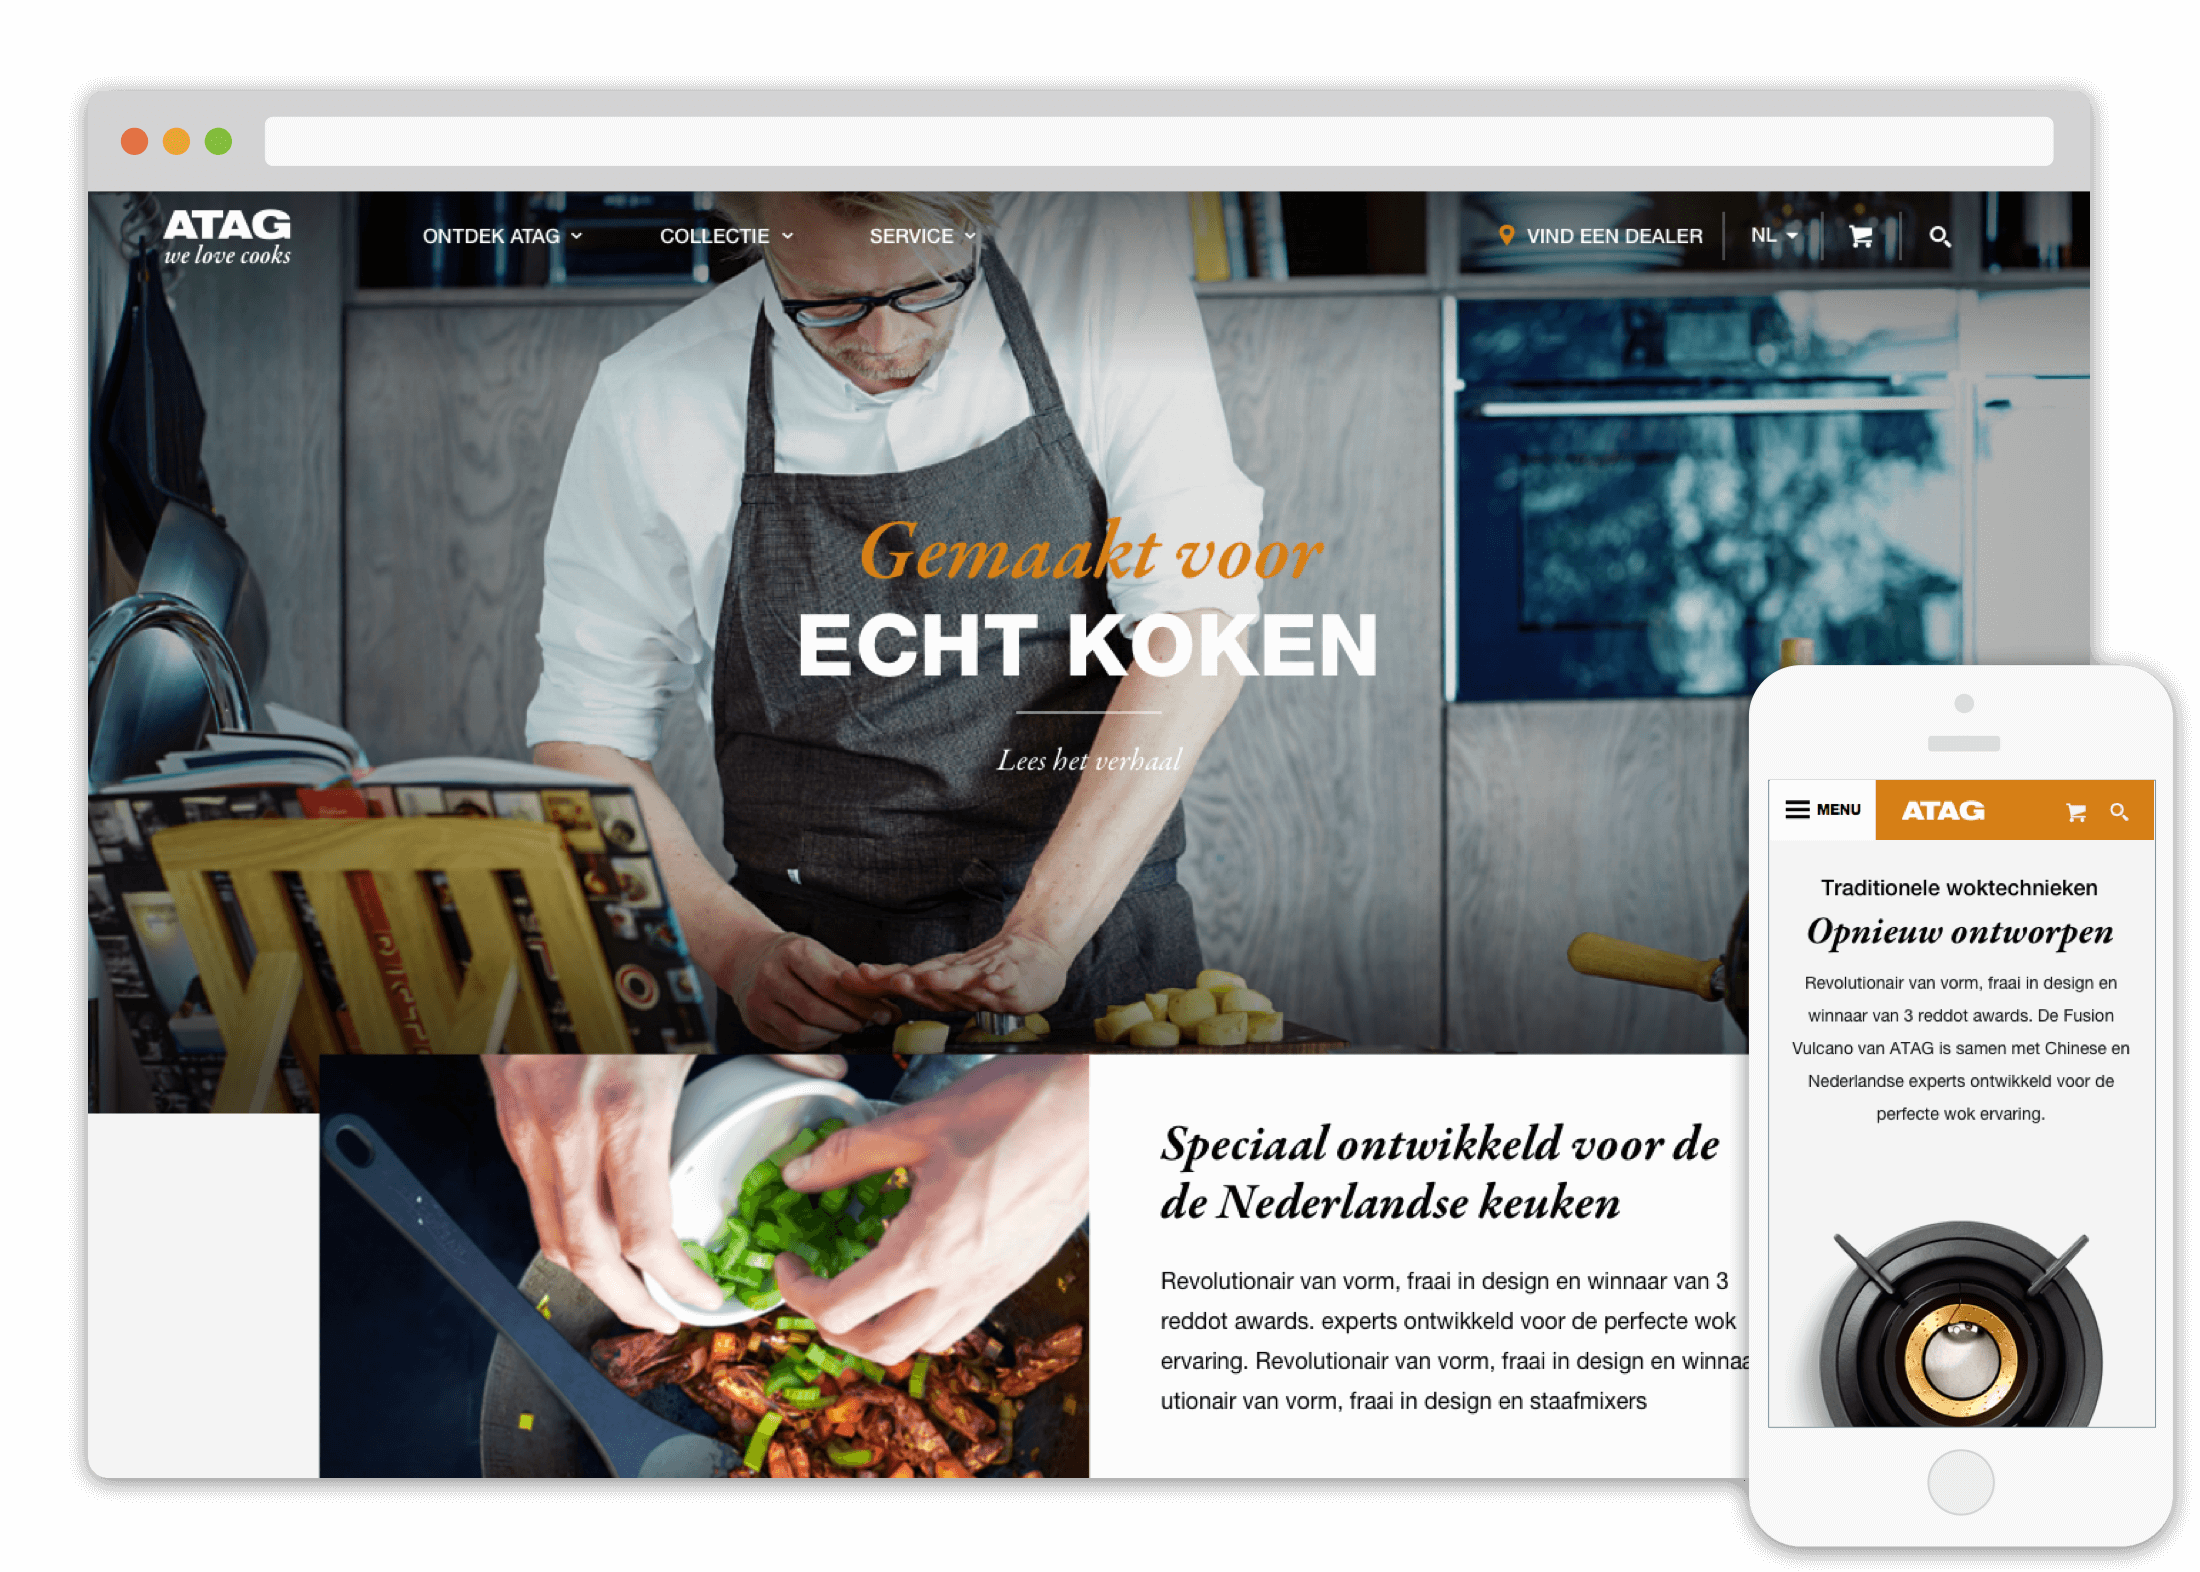 ATAG
we love cooks
ONTDEK ATAG
COLLECTIE
SERVICE
VIND EEN DEALER
NL
Gemaakt voor
ECHT KOKEN
Lees het verhaal
Speciaal ontwikkeld voor de
de Nederlandse keuken
Revolutionair van vorm, fraai in design en winnaar van 3
reddot awards. experts ontwikkeld voor de perfecte wok
ervaring. Revolutionair van vorm, fraai in design en winnaa
utionair van vorm, fraai in design en staafmixers
MENU
ATAG
Traditionele woktechnieken
Opnieuw ontworpen
Revolutionair van vorm, fraai in design en
winnaar van 3 reddot awards. De Fusion
Vulcano van ATAG is samen met Chinese en
Nederlandse experts ontwikkeld voor de
perfecte wok ervaring.